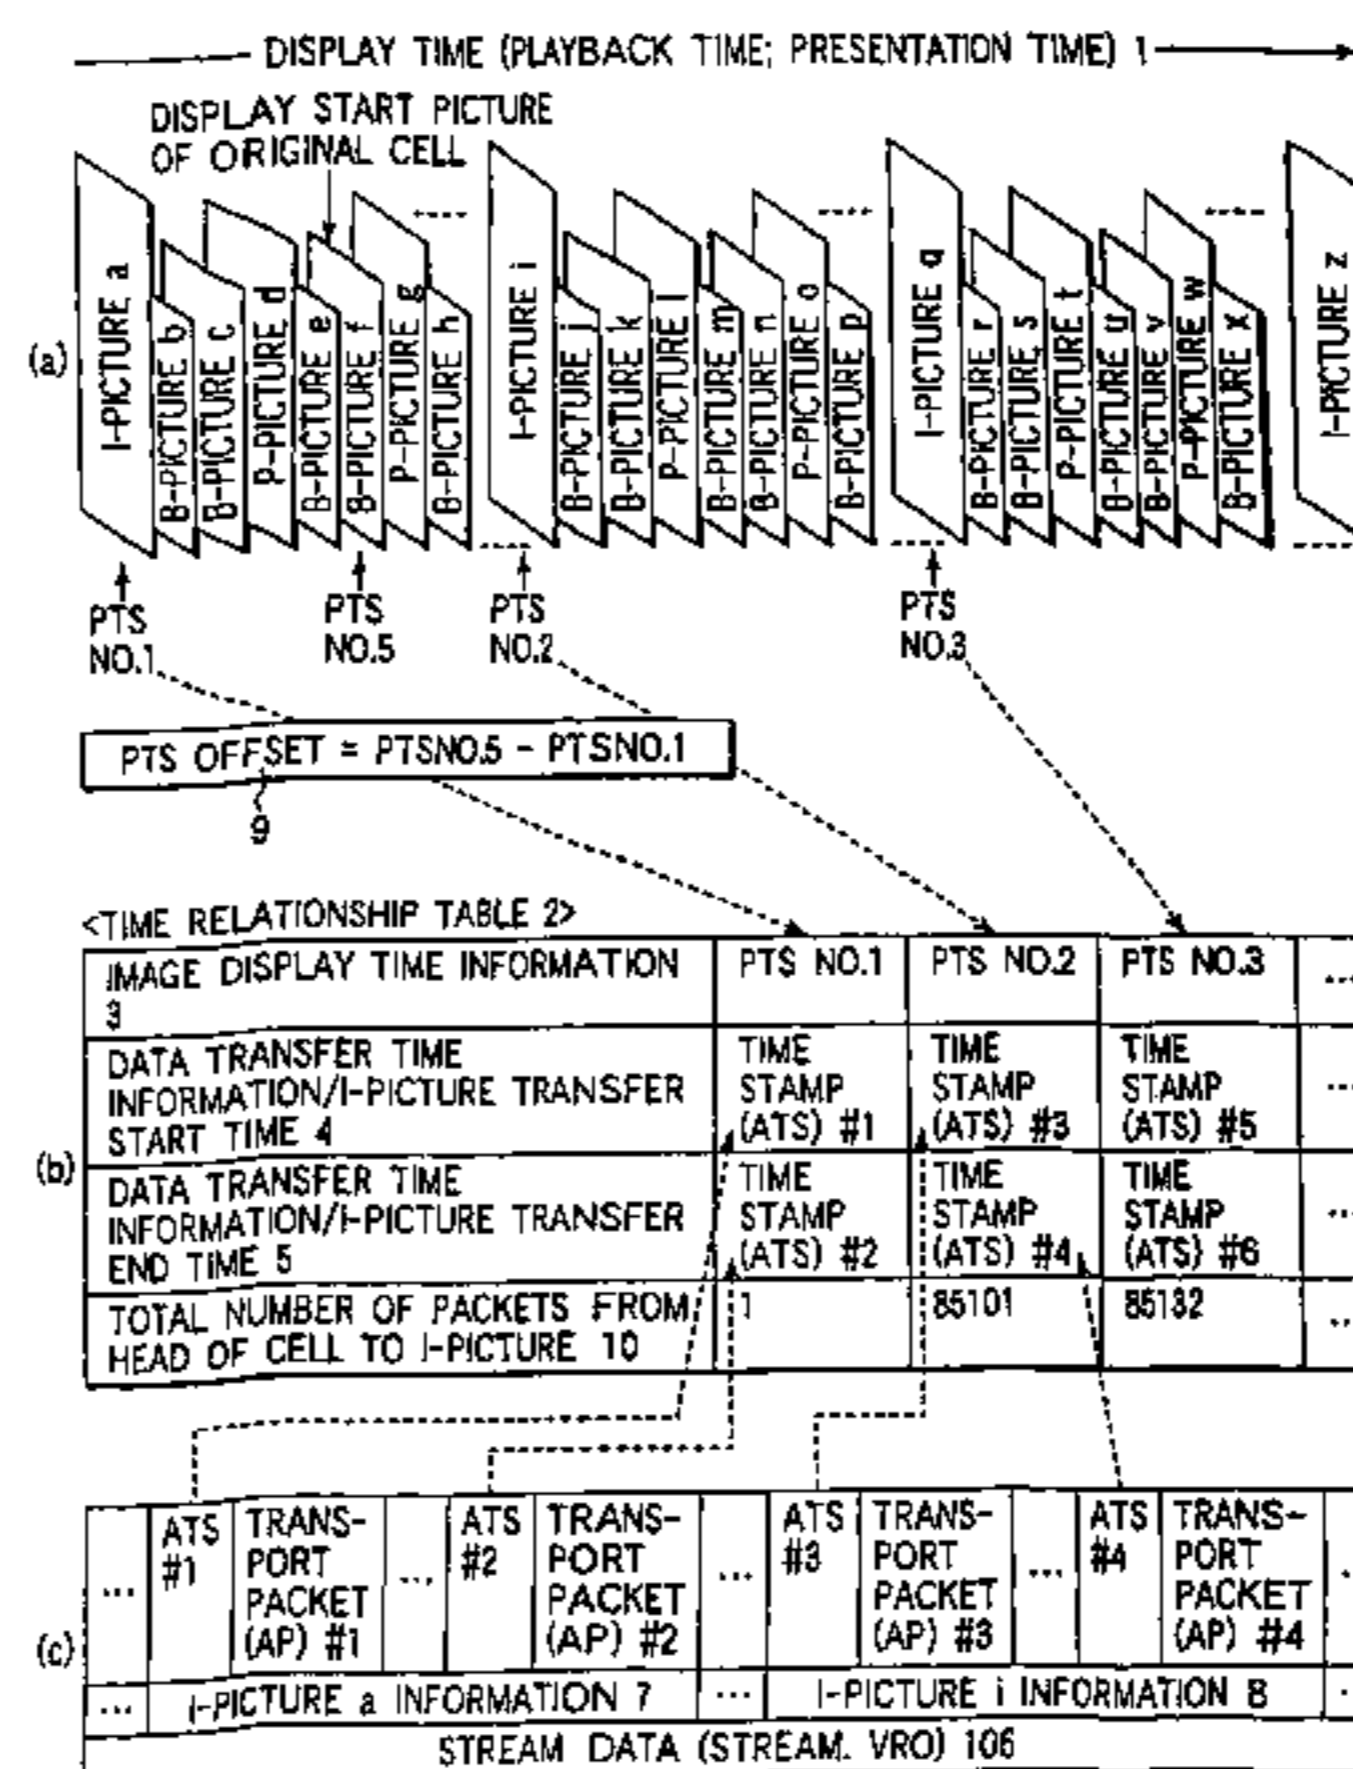 DISPLAY TIME (PLAYBACK TIME; PRESENTATION TIME) 1
DISPLAY START PICTURE
OF ORIGINAL CELL
(a)
I-PICTURE a
B-PICTURE b
B-PICTURE c
P-PICTURE d
B-PICTURE e
B-PICTURE f
P-PICTURE g
B-PICTURE h
I-PICTURE i
B-PICTURE j
B-PICTURE k
P-PICTURE l
B-PICTURE m
B-PICTURE n
P-PICTURE o
B-PICTURE p
I-PICTURE q
B-PICTURE r
B-PICTURE s
P-PICTURE t
B-PICTURE u
B-PICTURE v
P-PICTURE w
B-PICTURE x
I-PICTURE z
PTS
NO.1
PTS
NO.5
PTS
NO.2
PTS
NO.3
PTS OFFSET = PTSNO.5 - PTSNO.1
9
<TIME RELATIONSHIP TABLE 2>
(b)
IMAGE DISPLAY TIME INFORMATION
3
PTS NO.1
PTS NO.2
PTS NO.3
...
DATA TRANSFER TIME
INFORMATION/I-PICTURE TRANSFER
START TIME 4
TIME
STAMP
(ATS) #1
TIME
STAMP
(ATS) #3
TIME
STAMP
(ATS) #5
...
DATA TRANSFER TIME
INFORMATION/I-PICTURE TRANSFER
END TIME 5
TIME
STAMP
(ATS) #2
TIME
STAMP
(ATS) #4
TIME
STAMP
(ATS) #6
...
TOTAL NUMBER OF PACKETS FROM
HEAD OF CELL TO I-PICTURE 10
1
85101
85132
...
(c)
...
ATS
#1
TRANS-
PORT
PACKET
(AP) #1
...
ATS
#2
TRANS-
PORT
PACKET
(AP) #2
...
ATS
#3
TRANS-
PORT
PACKET
(AP) #3
...
ATS
#4
TRANS-
PORT
PACKET
(AP) #4
... I-PICTURE a INFORMATION 7 ... I-PICTURE i INFORMATION 8
STREAM DATA (STREAM. VRO) 106